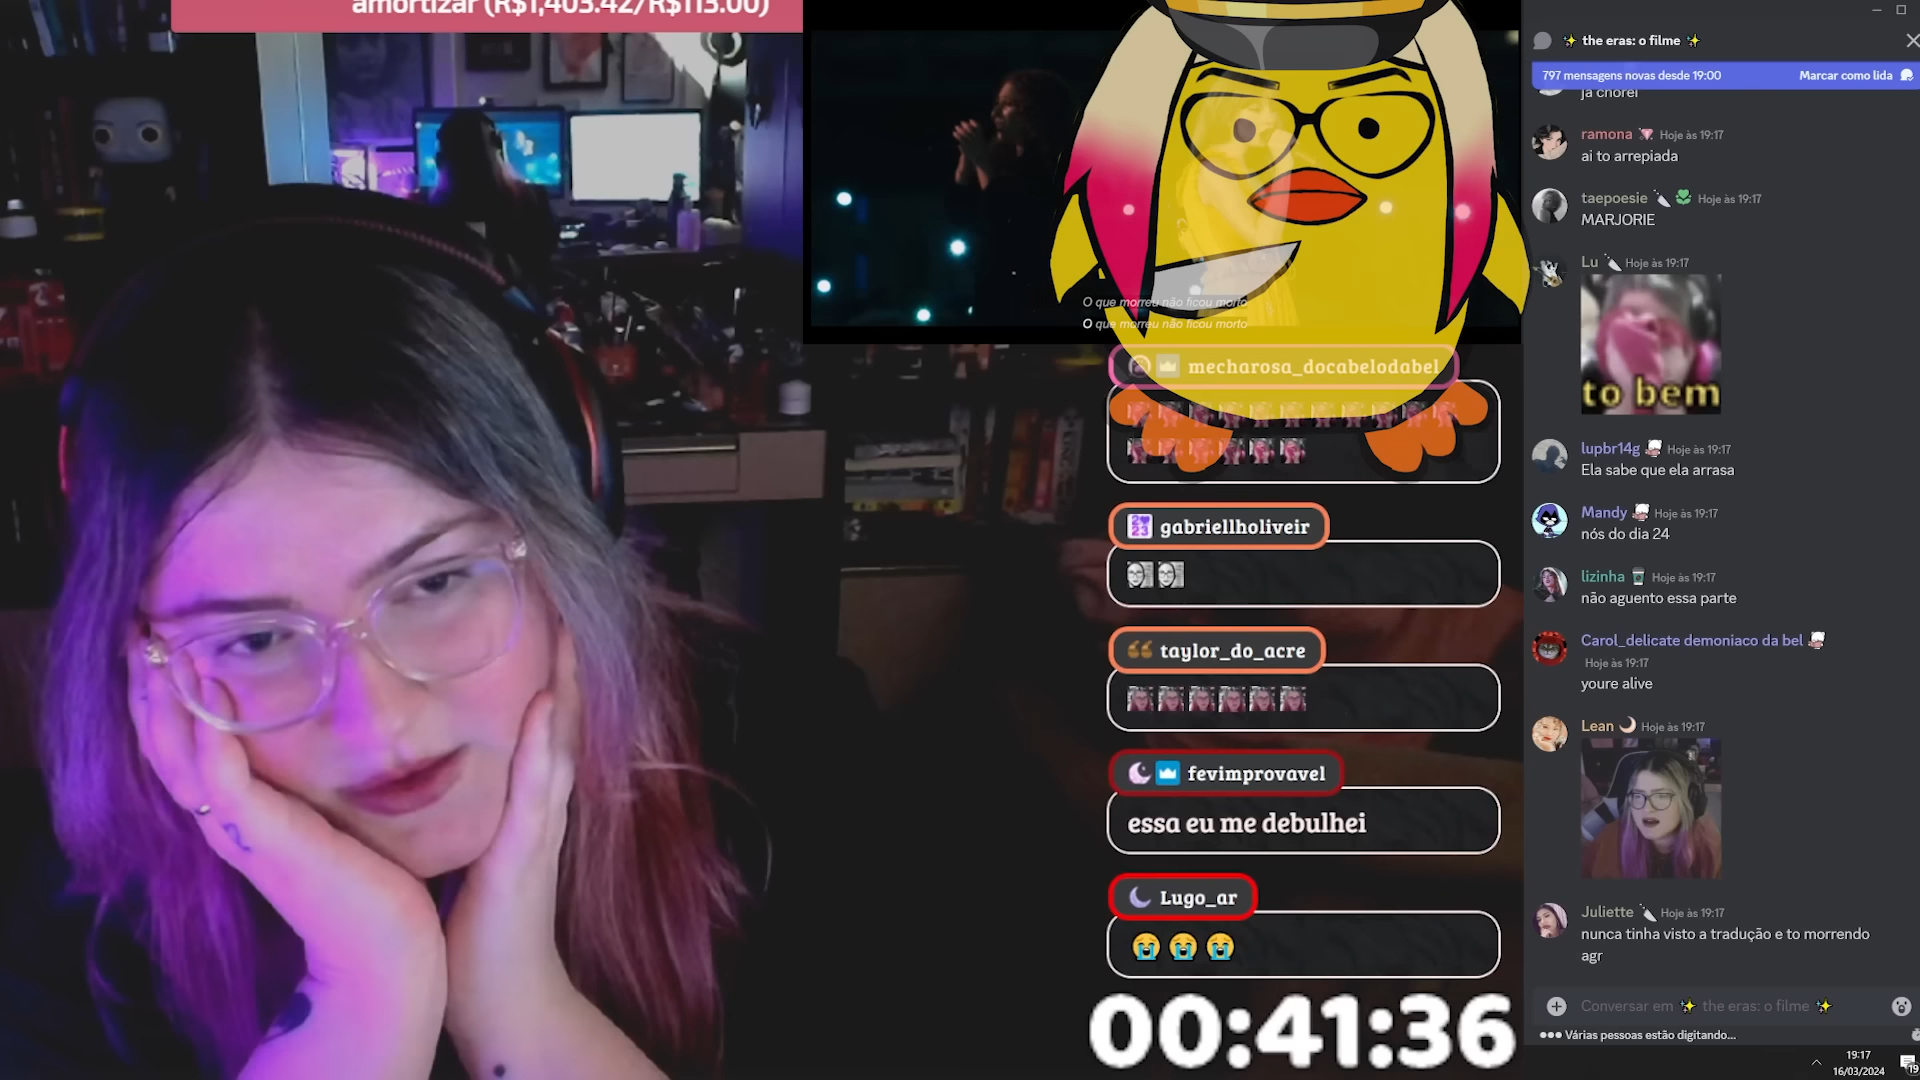 amortizar (R$1,403.42/R$113.00)
O que morreu não ficou morto
O que morreu não ficou morto
mecharosa_docabelodabel
gabriellholiveir
taylor_do_acre
fevimprovavel
essa eu me debulhei
Lugo_ar
00:41:36
✨ the eras: o filme ✨
797 mensagens novas desde 19:00 Marcar como lida
ja chorei
ramona Hoje às 19:17
ai to arrepiada
taepoesie Hoje às 19:17
MARJORIE
Lu Hoje às 19:17
to bem
lupbr14g Hoje às 19:17
Ela sabe que ela arrasa
Mandy Hoje às 19:17
nós do dia 24
lizinha Hoje às 19:17
não aguento essa parte
Carol_delicate demoniaco da bel
Hoje às 19:17
youre alive
Lean Hoje às 19:17
Juliette Hoje às 19:17
nunca tinha visto a tradução e to morrendo
agr
Conversar em ✨ the eras: o filme ✨
Várias pessoas estão digitando...
19:17
16/03/2024
19